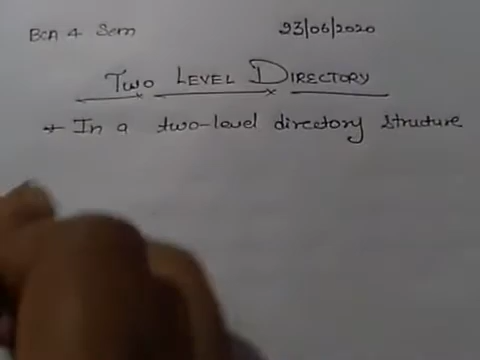 BCA 4 Sem
23/06/2020
TWO LEVEL DIRECTORY
* In a two-level directory structure